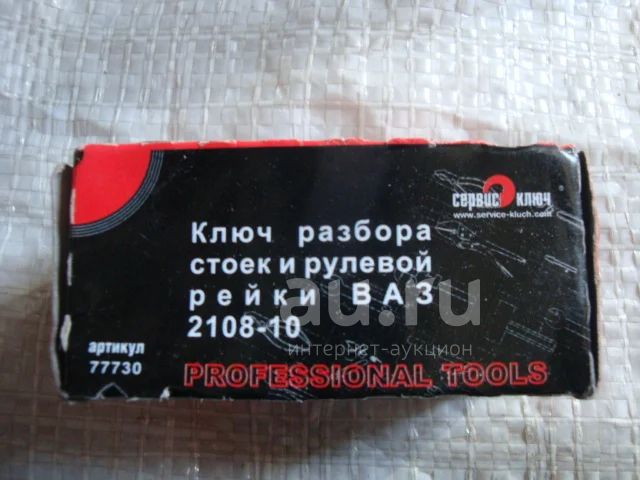 сервис ключ
www.service-kluch.com
Ключ разбора
стоек и рулевой
рейки ВАЗ
2108-10
артикул
77730
PROFESSIONAL TOOLS
au.ru
интернет-аукцион